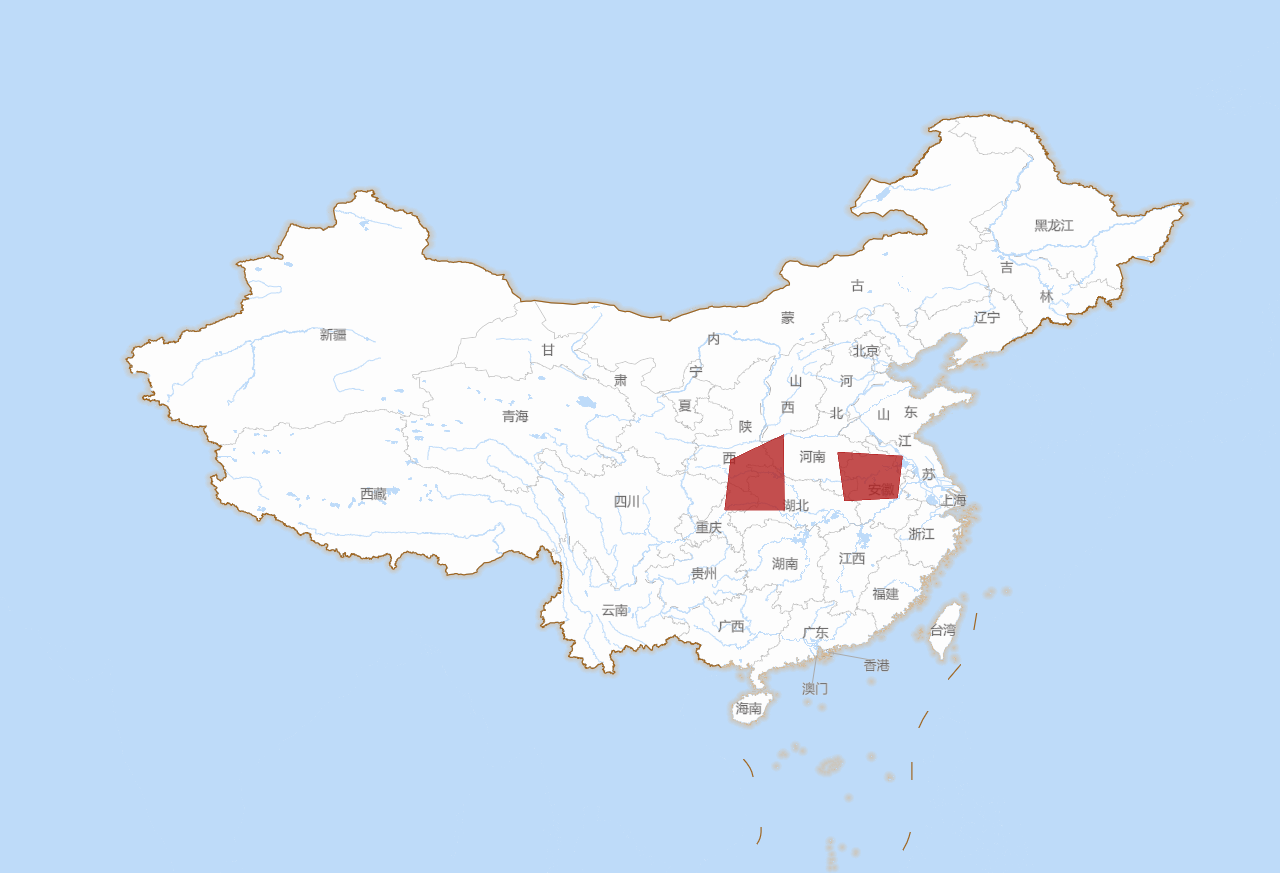 黑龙江
吉
林
古
辽宁
蒙
新疆
内
甘
北京
宁
肃
山
河
夏
西
北
山
东
青海
陕
江
西
河南
苏
安徽
西藏
四川
湖北
上海
重庆
浙江
江西
湖南
贵州
福建
云南
广西
广东
台湾
香港
澳门
海南